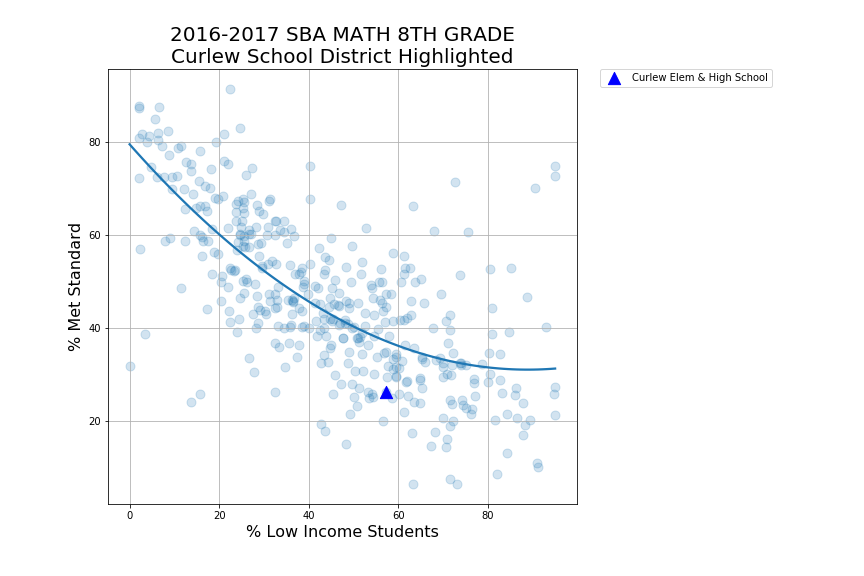 2016-2017 SBA MATH 8TH GRADE
Curlew School District Highlighted
Curlew Elem & High School
% Met Standard
80
60
40
20
0
20
40
60
80
% Low Income Students